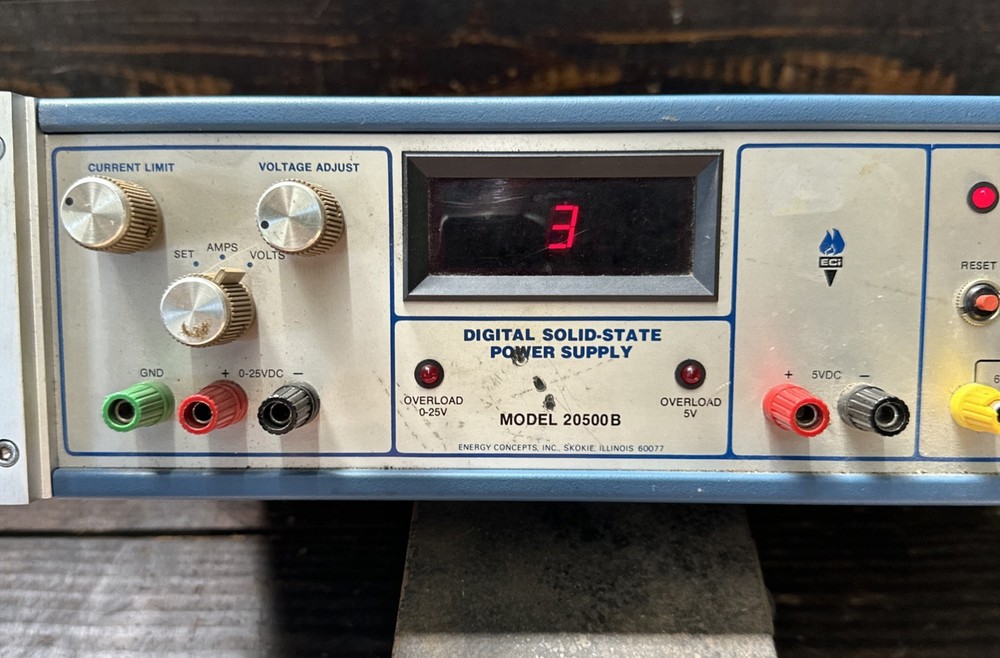 CURRENT LIMIT
VOLTAGE ADJUST
SET
AMPS
VOLTS
GND
+ 0-25VDC −
3
DIGITAL SOLID-STATE
POWER SUPPLY
OVERLOAD
0-25V
OVERLOAD
5V
MODEL 20500B
ENERGY CONCEPTS, INC., SKOKIE, ILLINOIS 60077
ECI
+ 5VDC −
RESET
6